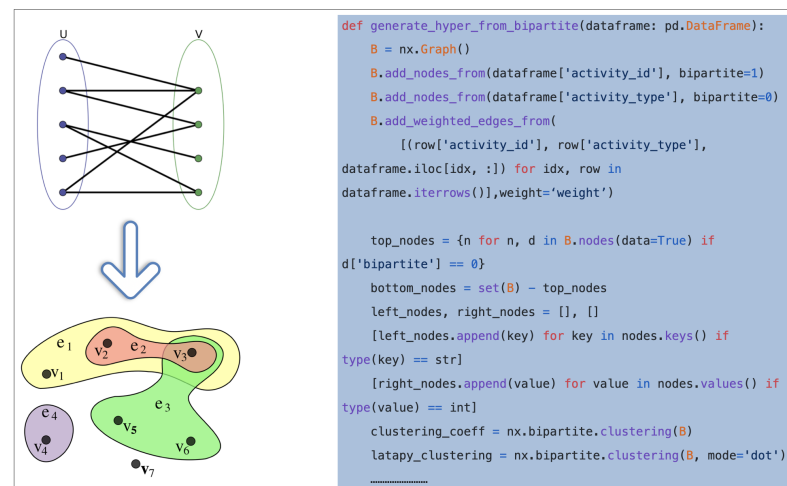 U
V
e1
v2
e2
v3
v1
e3
e4
v5
v4
v6
v7
def generate_hyper_from_bipartite(dataframe: pd.DataFrame):
B = nx.Graph()
B.add_nodes_from(dataframe['activity_id'], bipartite=1)
B.add_nodes_from(dataframe['activity_type'], bipartite=0)
B.add_weighted_edges_from(
[(row['activity_id'], row['activity_type'],
dataframe.iloc[idx, :]) for idx, row in
dataframe.iterrows()],weight=‘weight’)
top_nodes = {n for n, d in B.nodes(data=True) if
d['bipartite'] == 0}
bottom_nodes = set(B) – top_nodes
left_nodes, right_nodes = [], []
[left_nodes.append(key) for key in nodes.keys() if
type(key) == str]
[right_nodes.append(value) for value in nodes.values() if
type(value) == int]
clustering_coeff = nx.bipartite.clustering(B)
latapy_clustering = nx.bipartite.clustering(B, mode='dot')
……………………